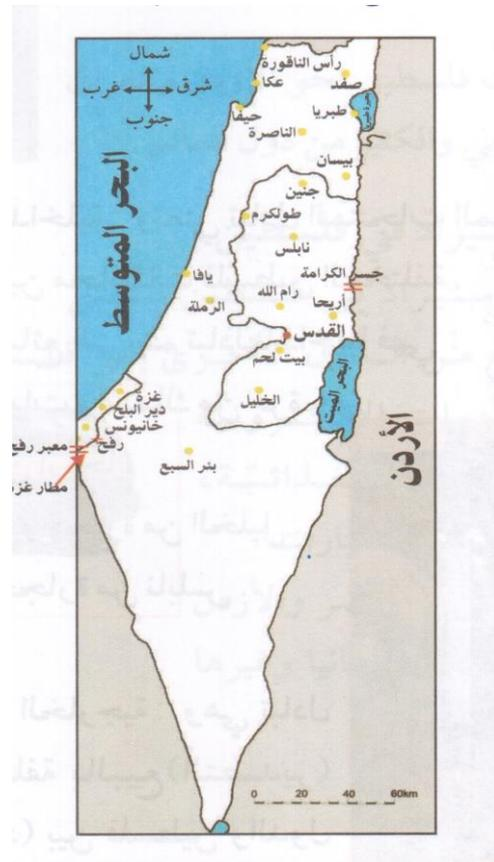 شمال
شرق
غرب
جنوب
رأس الناقورة
عكا
صفد
حيفا
طبريا
بحيرة طبريا
الناصرة
بيسان
البحر المتوسط
جنين
طولكرم
نابلس
جسر الكرامة
يافا
رام الله
أريحا
الرملة
القدس
بيت لحم
البحر الميت
الخليل
غزة
دير البلح
خانيونس
رفح
معبر رفح
مطار غزة
بئر السبع
الأردن
0 20 40 60km